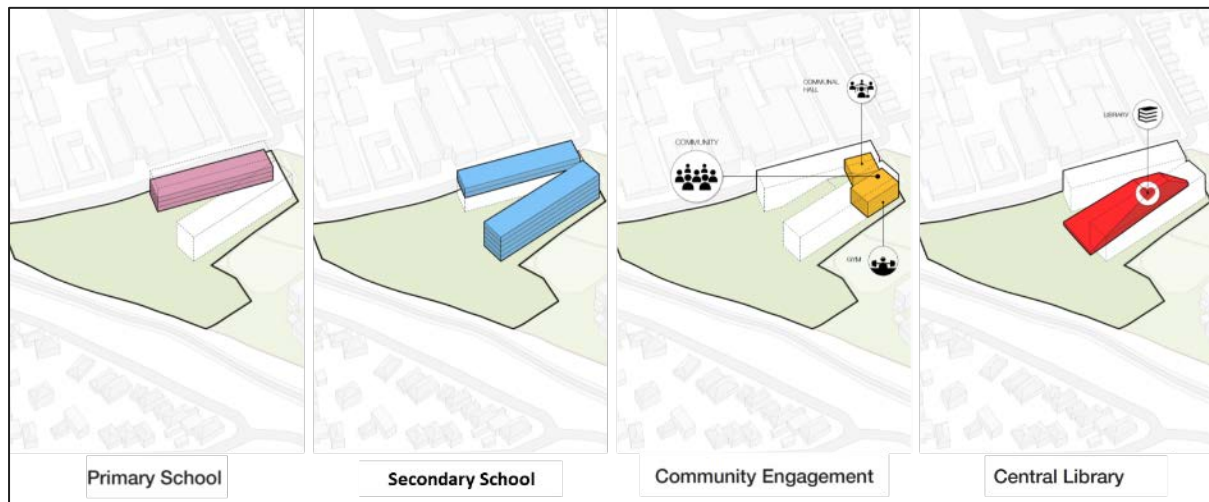 COMMUNAL
HALL
COMMUNITY
GYM
LIBRARY
Primary School
Secondary School
Community Engagement
Central Library